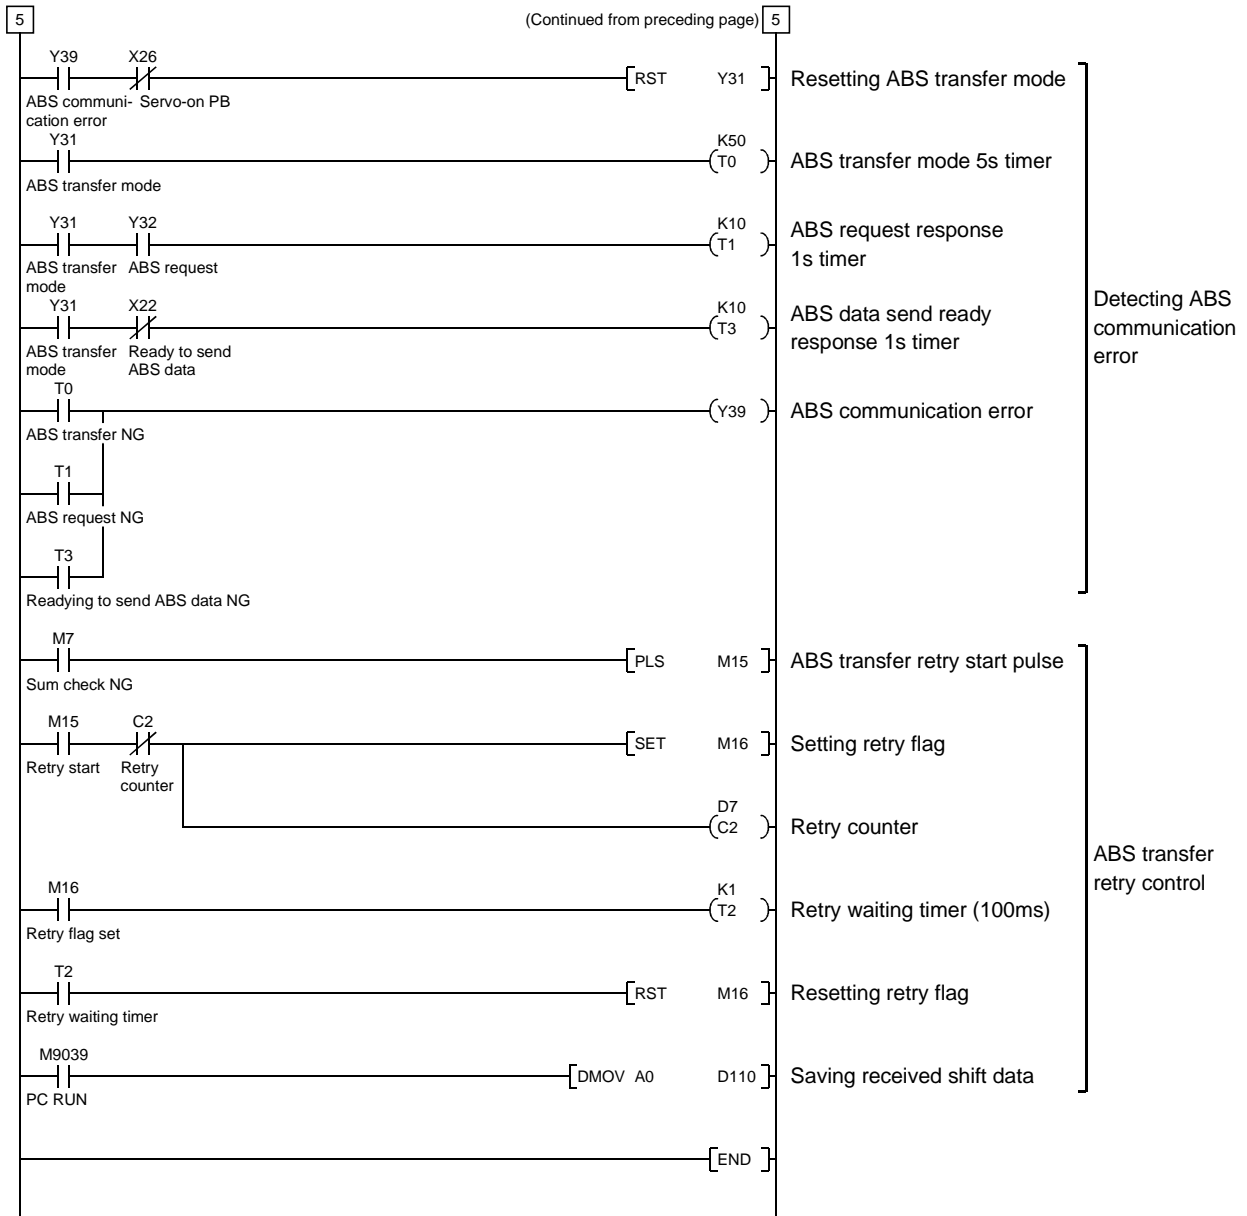 5 (Continued from preceding page) 5
Y39 X26
RST Y31 Resetting ABS transfer mode
ABS communi- Servo-on PB
cation error
Y31 K50
T0 ABS transfer mode 5s timer
ABS transfer mode
Y31 Y32 K10
T1 ABS request response
1s timer
ABS transfer ABS request
mode
Y31 X22 K10
T3 ABS data send ready
response 1s timer
ABS transfer Ready to send
mode ABS data
Detecting ABS
communication
error
T0
Y39 ABS communication error
ABS transfer NG
T1
ABS request NG
T3
Readying to send ABS data NG
M7
PLS M15 ABS transfer retry start pulse
Sum check NG
M15 C2
SET M16 Setting retry flag
Retry start Retry
counter
D7
C2 Retry counter
ABS transfer
retry control
M16 K1
T2 Retry waiting timer (100ms)
Retry flag set
T2
RST M16 Resetting retry flag
Retry waiting timer
M9039
DMOV A0 D110 Saving received shift data
PC RUN
END